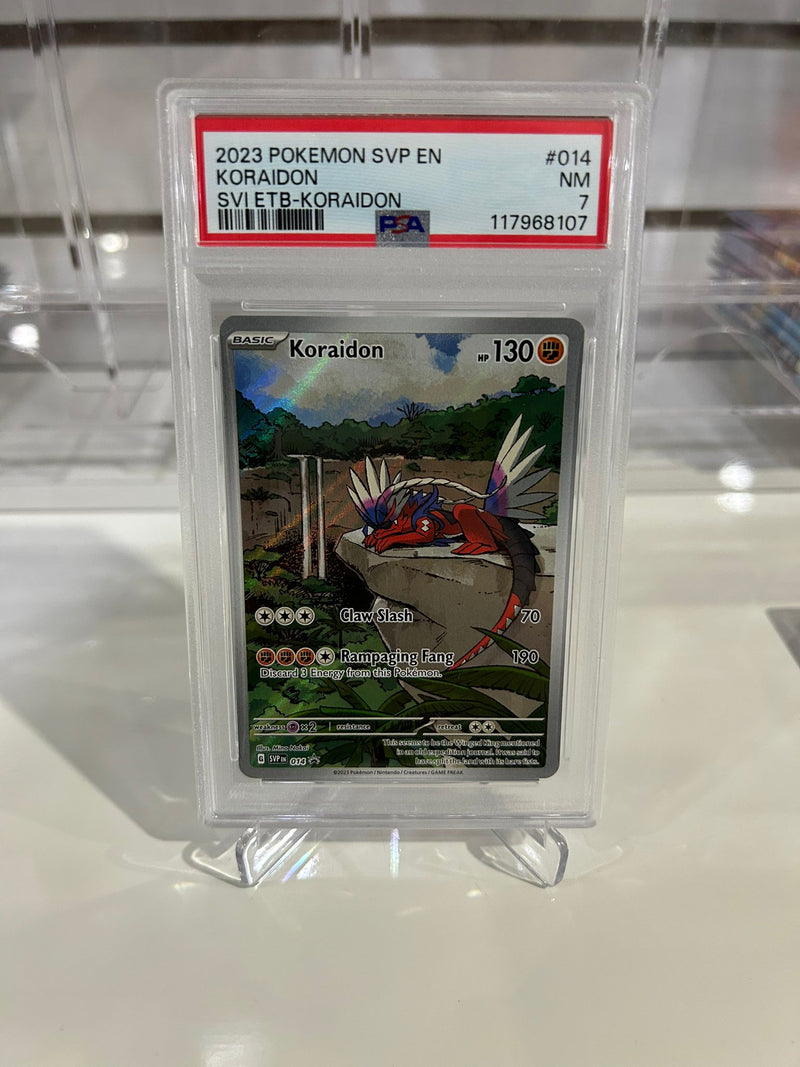 2023 POKEMON SVP EN #014
KORAIDON NM
SVI ETB-KORAIDON 7
PSA 117968107
BASIC Koraidon HP 130
Claw Slash 70
Rampaging Fang 190
Discard 3 Energy from this Pokémon.
weakness ×2 resistance retreat
Illus. Mino Nakai
This seems to be the Winged King mentioned
in an old expedition journal. It was said to
have split the land with its bare fists.
G SVP EN 014
©2023 Pokémon / Nintendo / Creatures / GAME FREAK